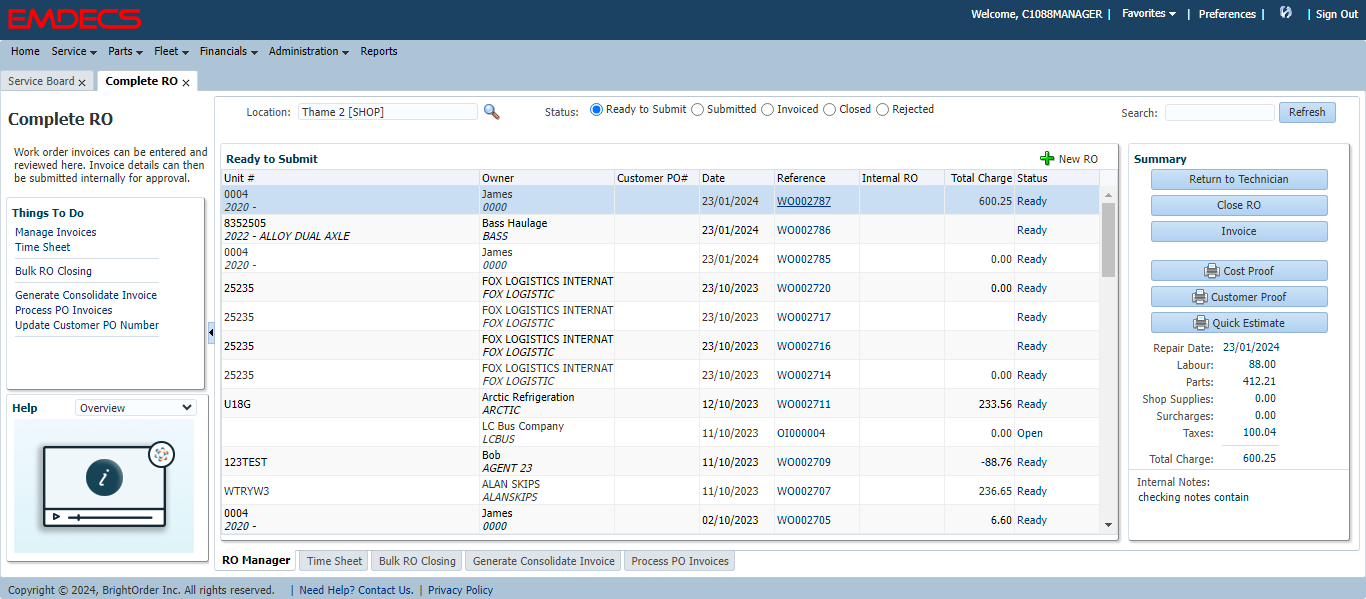 EMDECS
Welcome, C1088MANAGER | Favorites | Preferences | | Sign Out
Home Service Parts Fleet Financials Administration Reports
Service Board x Complete RO x
Complete RO
Work order invoices can be entered and
reviewed here. Invoice details can then
be submitted internally for approval.
Things To Do
Manage Invoices
Time Sheet
Bulk RO Closing
Generate Consolidate Invoice
Process PO Invoices
Update Customer PO Number
Help Overview
i
Location: Thame 2 [SHOP] Status: Ready to Submit Submitted Invoiced Closed Rejected Search: Refresh
Ready to Submit New RO
Unit # Owner Customer PO# Date Reference Internal RO Total Charge Status
0004 James 23/01/2024 WO002787 600.25 Ready
2020 - 0000
8352505 Bass Haulage 23/01/2024 WO002786 Ready
2022 - ALLOY DUAL AXLE BASS
0004 James 23/01/2024 WO002785 0.00 Ready
2020 - 0000
25235 FOX LOGISTICS INTERNAT 23/10/2023 WO002720 0.00 Ready
FOX LOGISTIC
25235 FOX LOGISTICS INTERNAT 23/10/2023 WO002717 Ready
FOX LOGISTIC
25235 FOX LOGISTICS INTERNAT 23/10/2023 WO002716 Ready
FOX LOGISTIC
25235 FOX LOGISTICS INTERNAT 23/10/2023 WO002714 0.00 Ready
FOX LOGISTIC
U18G Arctic Refrigeration 12/10/2023 WO002711 233.56 Ready
ARCTIC
LC Bus Company 11/10/2023 OI000004 0.00 Open
LCBUS
123TEST Bob 11/10/2023 WO002709 -88.76 Ready
AGENT 23
WTRYW3 ALAN SKIPS 11/10/2023 WO002707 236.65 Ready
ALANSKIPS
0004 James 02/10/2023 WO002705 6.60 Ready
2020 - 0000
Summary
Return to Technician
Close RO
Invoice
Cost Proof
Customer Proof
Quick Estimate
Repair Date: 23/01/2024
Labour: 88.00
Parts: 412.21
Shop Supplies: 0.00
Surcharges: 0.00
Taxes: 100.04
Total Charge: 600.25
Internal Notes:
checking notes contain
RO Manager Time Sheet Bulk RO Closing Generate Consolidate Invoice Process PO Invoices
Copyright © 2024, BrightOrder Inc. All rights reserved. | Need Help? Contact Us. | Privacy Policy